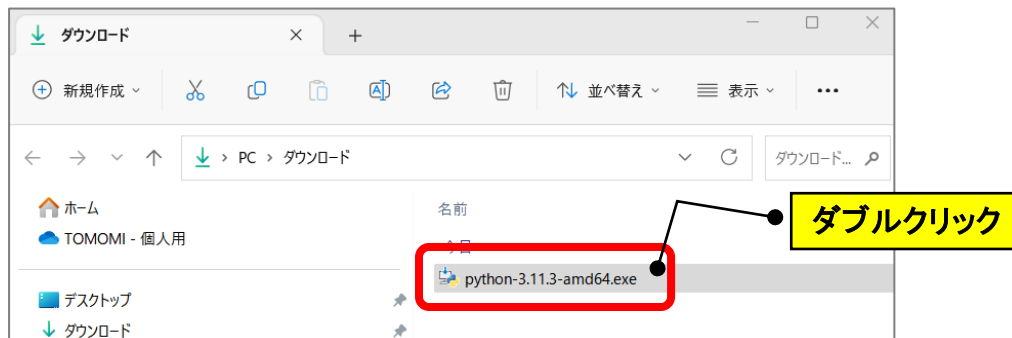 ダウンロード
新規作成
並べ替え
表示
PC > ダウンロード
ダウンロード...
ホーム
TOMOMI - 個人用
デスクトップ
ダウンロード
名前
今日
python-3.11.3-amd64.exe
ダブルクリック